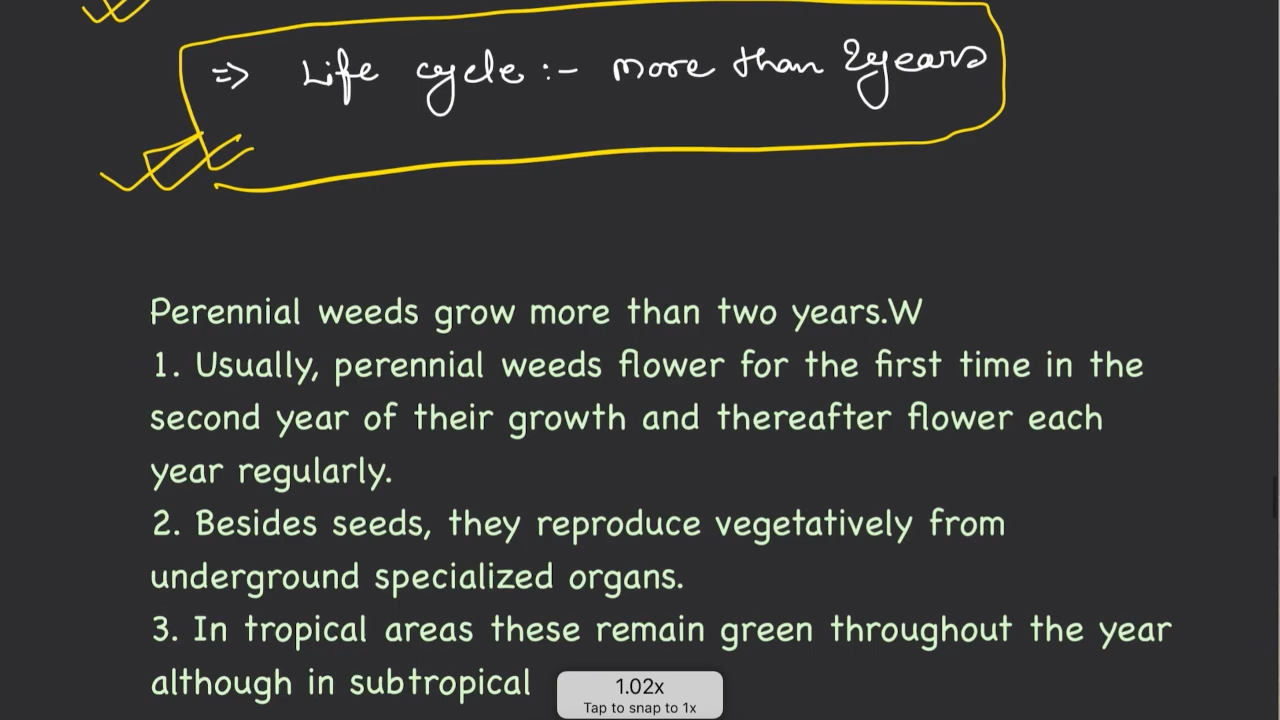 => Life cycle :- more than 2years
Perennial weeds grow more than two years.W
1. Usually, perennial weeds flower for the first time in the
second year of their growth and thereafter flower each
year regularly.
2. Besides seeds, they reproduce vegetatively from
underground specialized organs.
3. In tropical areas these remain green throughout the year
although in subtropical
1.02x
Tap to snap to 1x